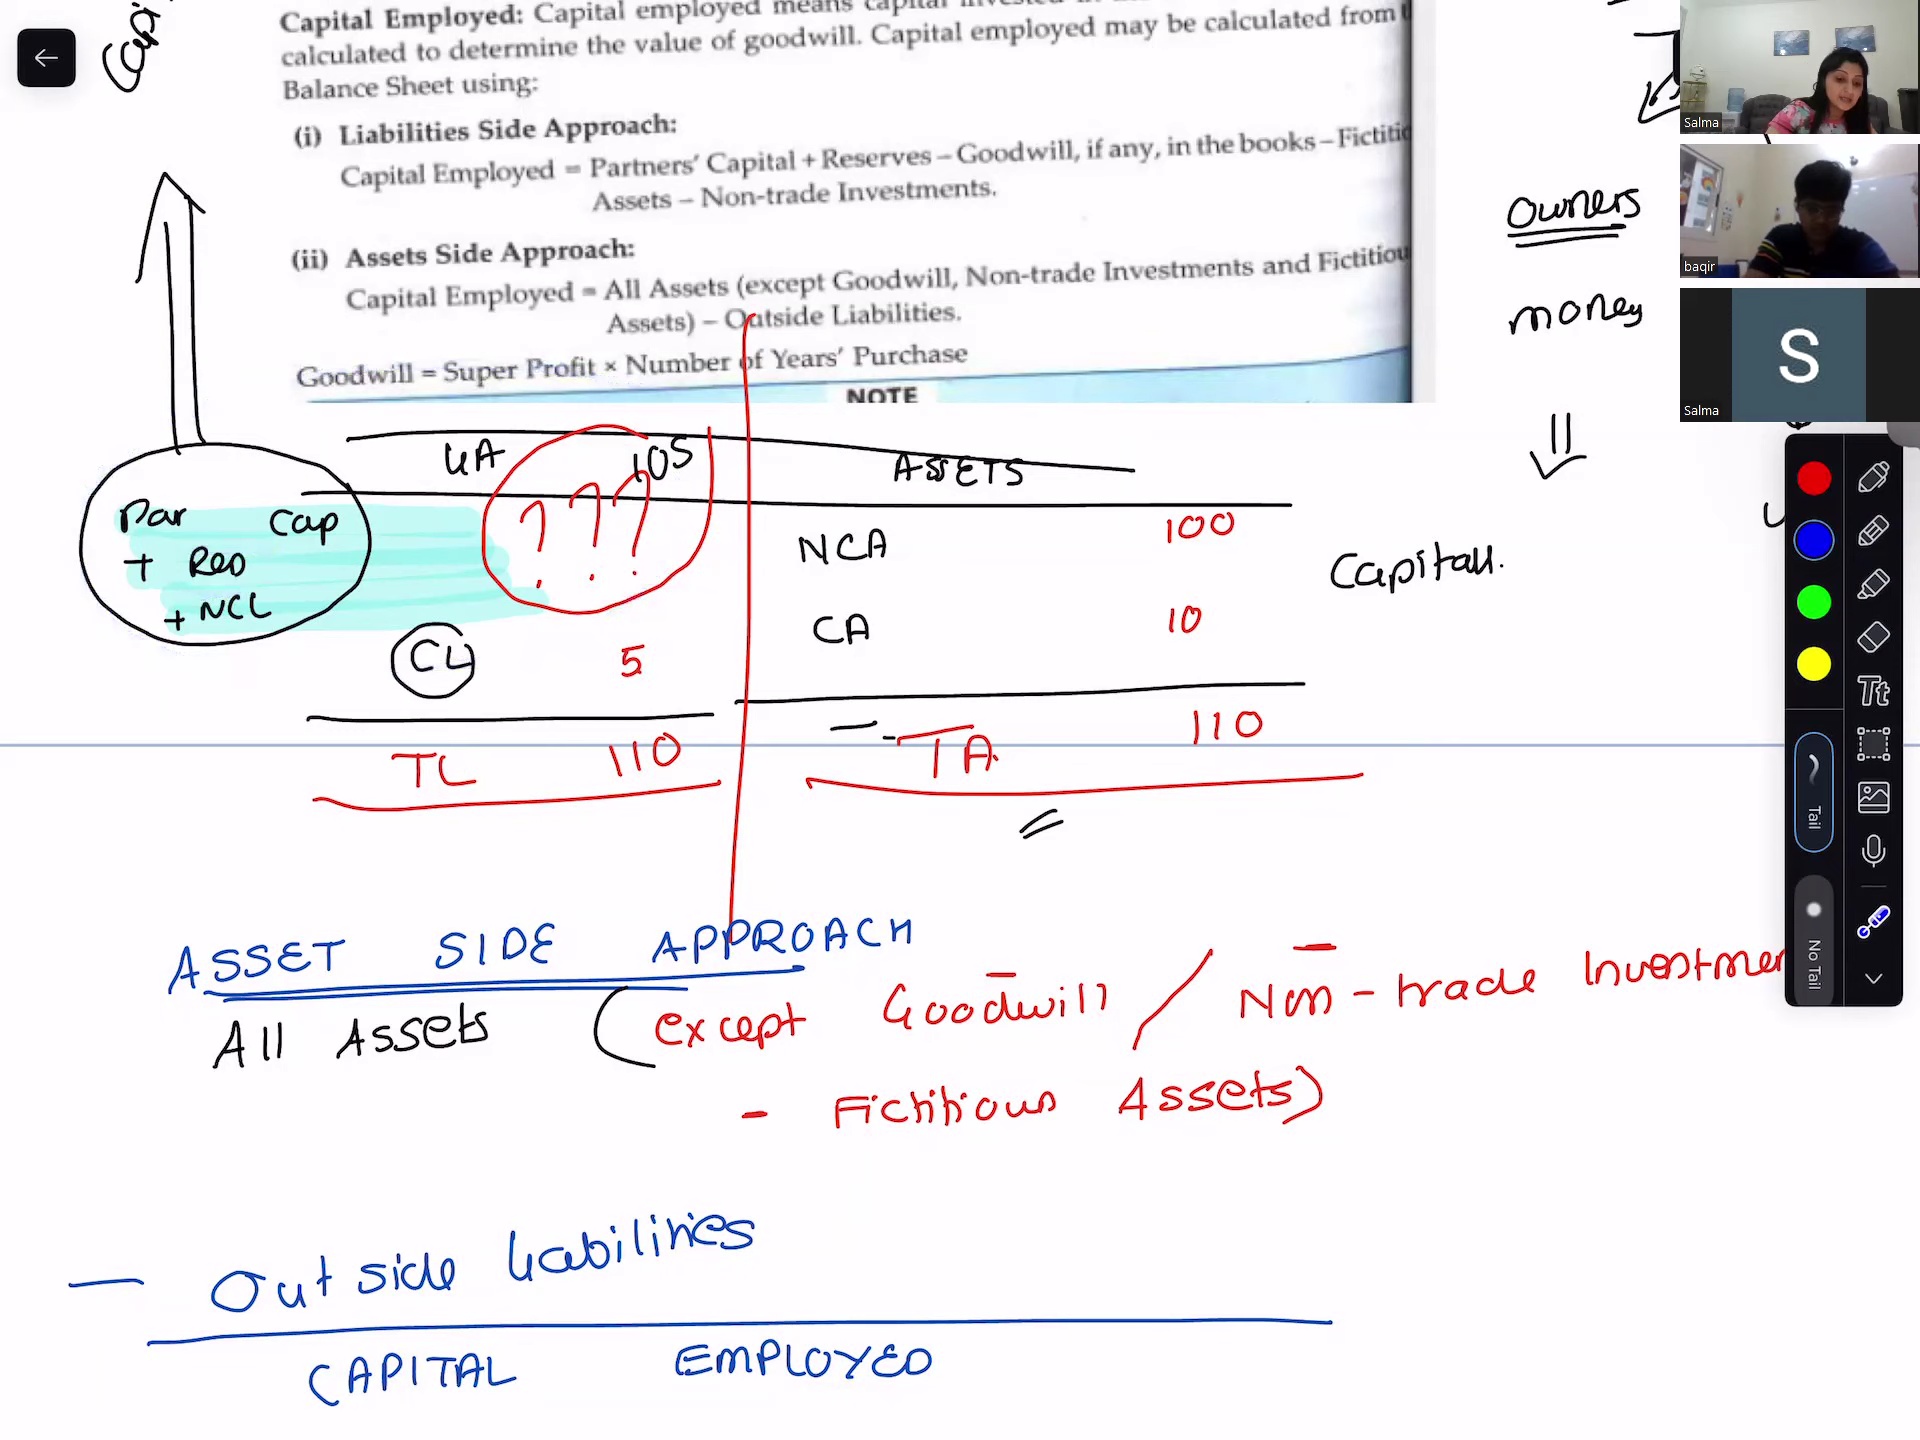 Capi
Capital Employed: Capital employed means capital invested in
calculated to determine the value of goodwill. Capital employed may be calculated from
Balance Sheet using:
(i) Liabilities Side Approach:
Capital Employed = Partners' Capital + Reserves – Goodwill, if any, in the books – Fictitio
Assets – Non-trade Investments.
(ii) Assets Side Approach:
Capital Employed = All Assets (except Goodwill, Non-trade Investments and Fictitiou
Assets) – Outside Liabilities.
Goodwill = Super Profit × Number of Years' Purchase
NOTE
Owners
money
Salma
baqir
S
Salma
LIA 105 ASSETS
Par Cap ??? NCA 100
+ Res
+ NCL CA 10
Capital.
CL 5
TL 110 TA 110
ASSET SIDE APPROACH
All Assets (except Goodwill / Non-trade Investmen
- Fictitious Assets)
— Outside Liabilities
CAPITAL EMPLOYED
Tt
Tail
No Tail